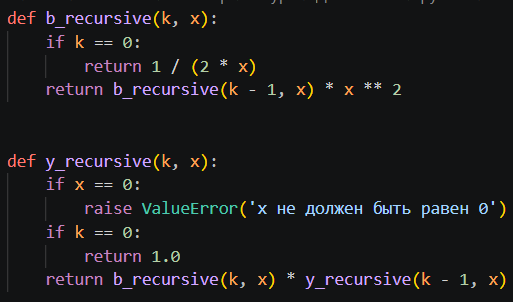 def b_recursive(k, x):
    if k == 0:
        return 1 / (2 * x)
    return b_recursive(k - 1, x) * x ** 2
def y_recursive(k, x):
    if x == 0:
        raise ValueError('x не должен быть равен 0')
    if k == 0:
        return 1.0
    return b_recursive(k, x) * y_recursive(k - 1, x)